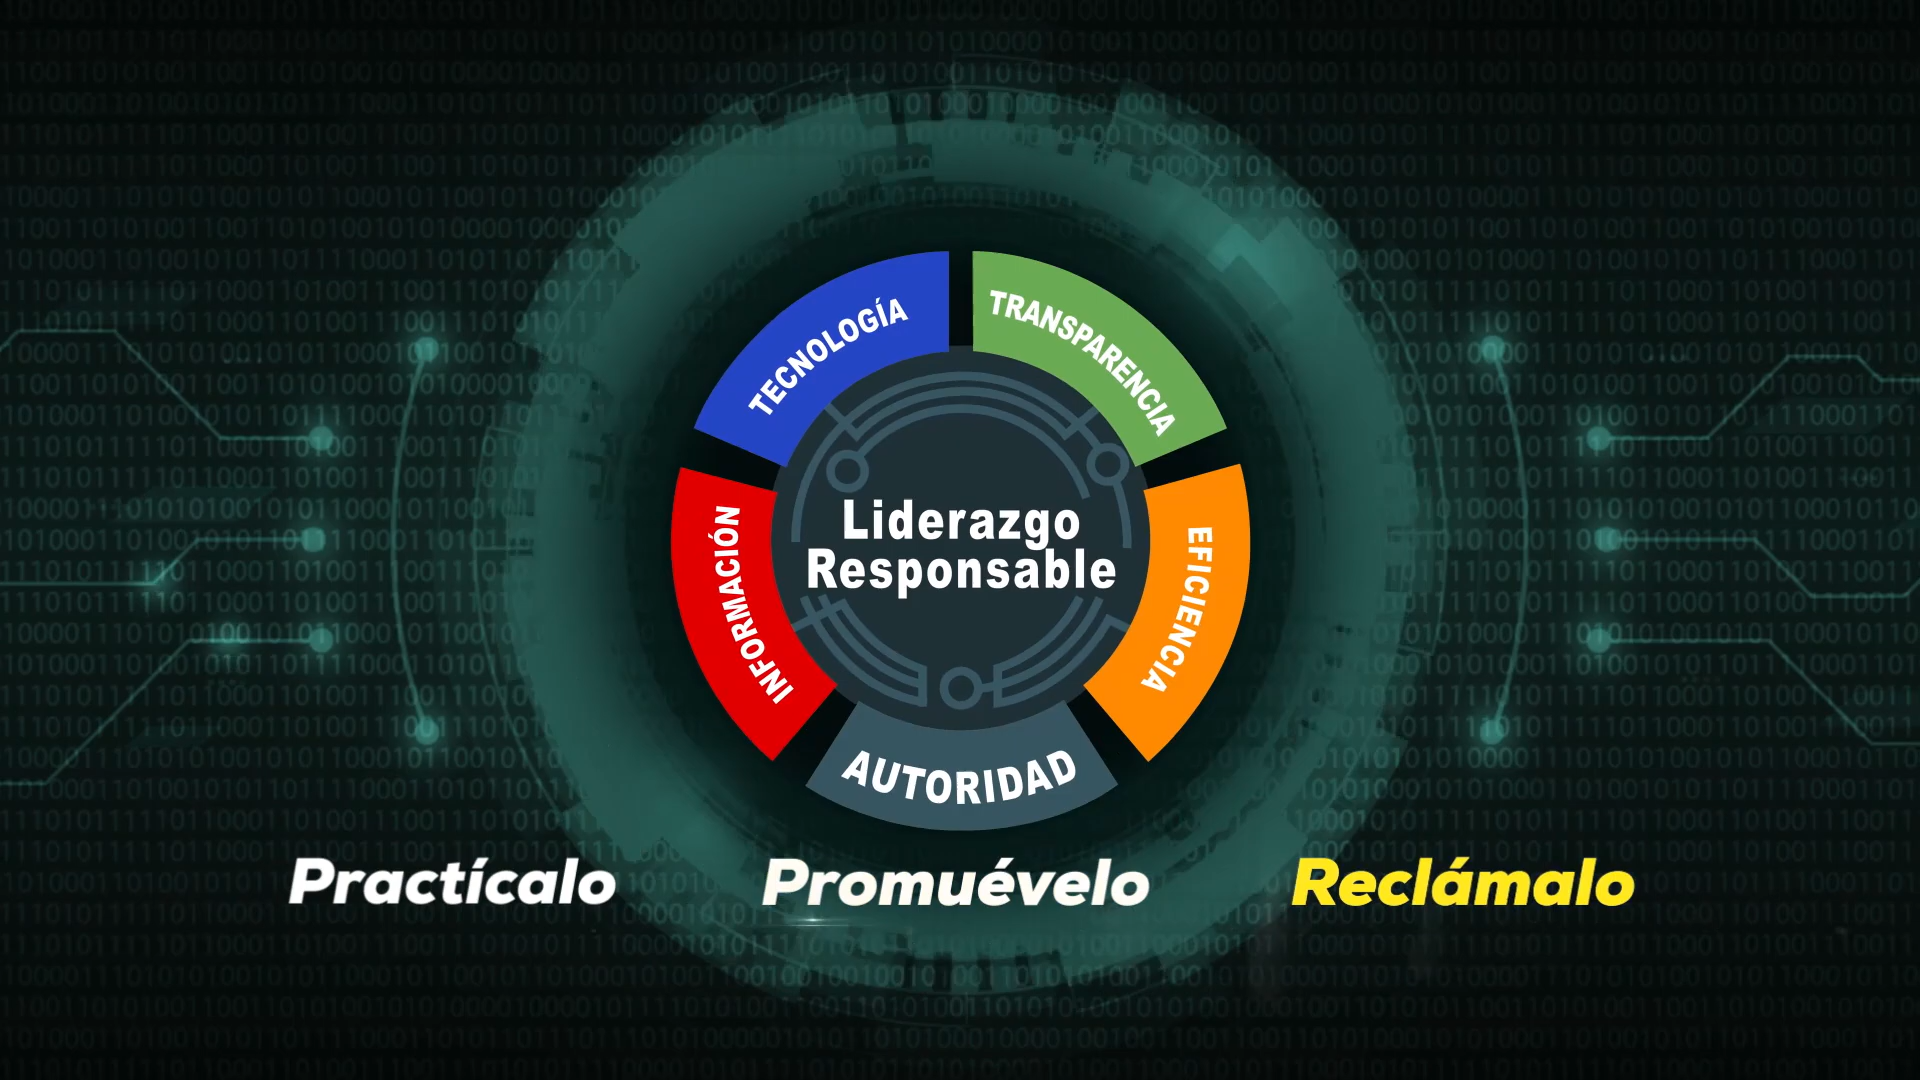 TECNOLOGÍA
TRANSPARENCIA
INFORMACIÓN
Liderazgo
Responsable
EFICIENCIA
AUTORIDAD
Practícalo
Promuévelo
Reclámalo